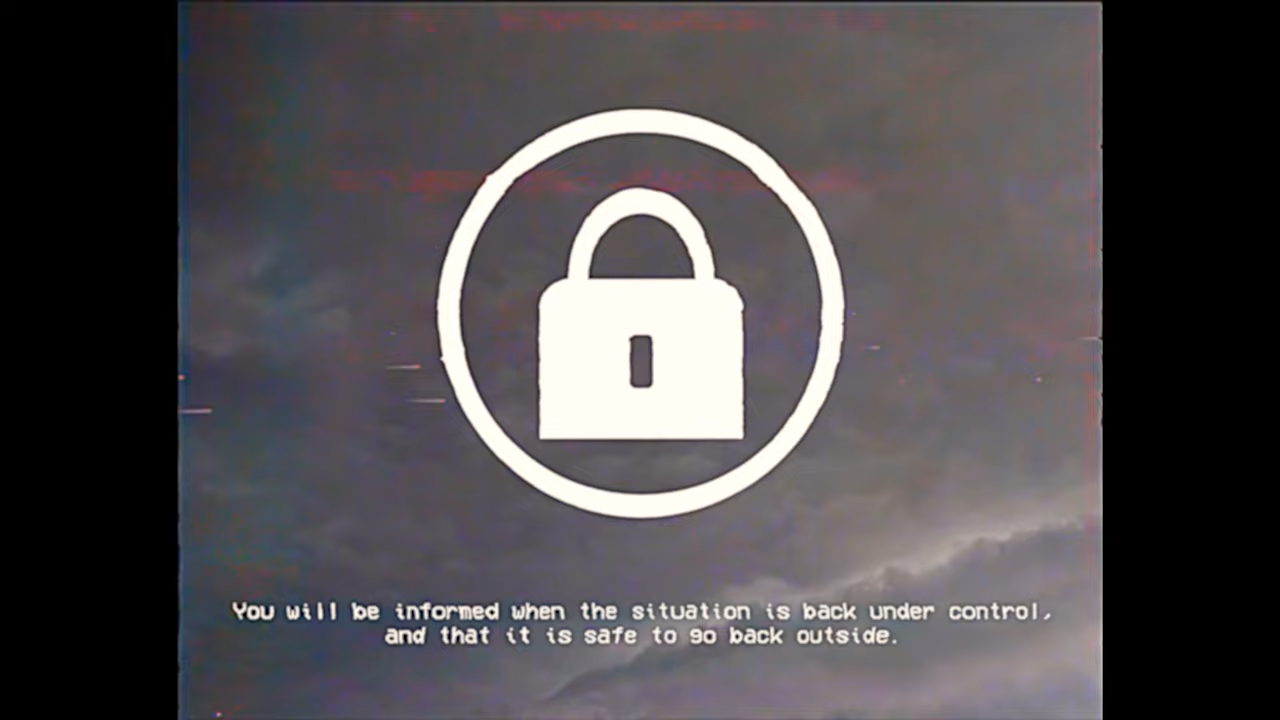 You will be informed when the situation is back under control,
and that it is safe to go back outside.